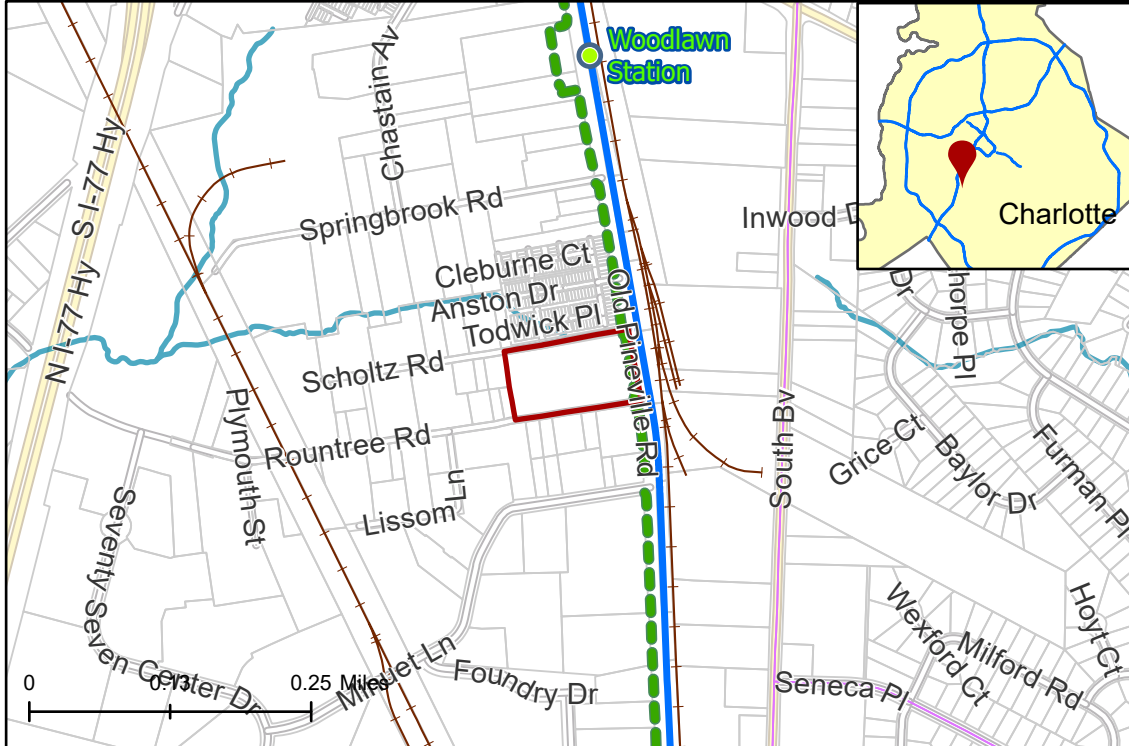 Woodlawn
Station
Chastain Av
S I-77 Hy
Springbrook Rd
Inwood D
Charlotte
Cleburne Ct
Anston Dr
Todwick Pl
Old Pineville Rd
Dr
horpe Pl
N I-77 Hy
Scholtz Rd
Plymouth St
Rountree Rd
South Bv
Grice Ct
Baylor Dr
Furman Pl
Lissom
Ln
Seventy Seven Center Dr
Minuet Ln
Foundry Dr
Seneca Pl
Wexford Ct
Milford Rd
Hoyt Ct
0
0.13
0.25 Miles